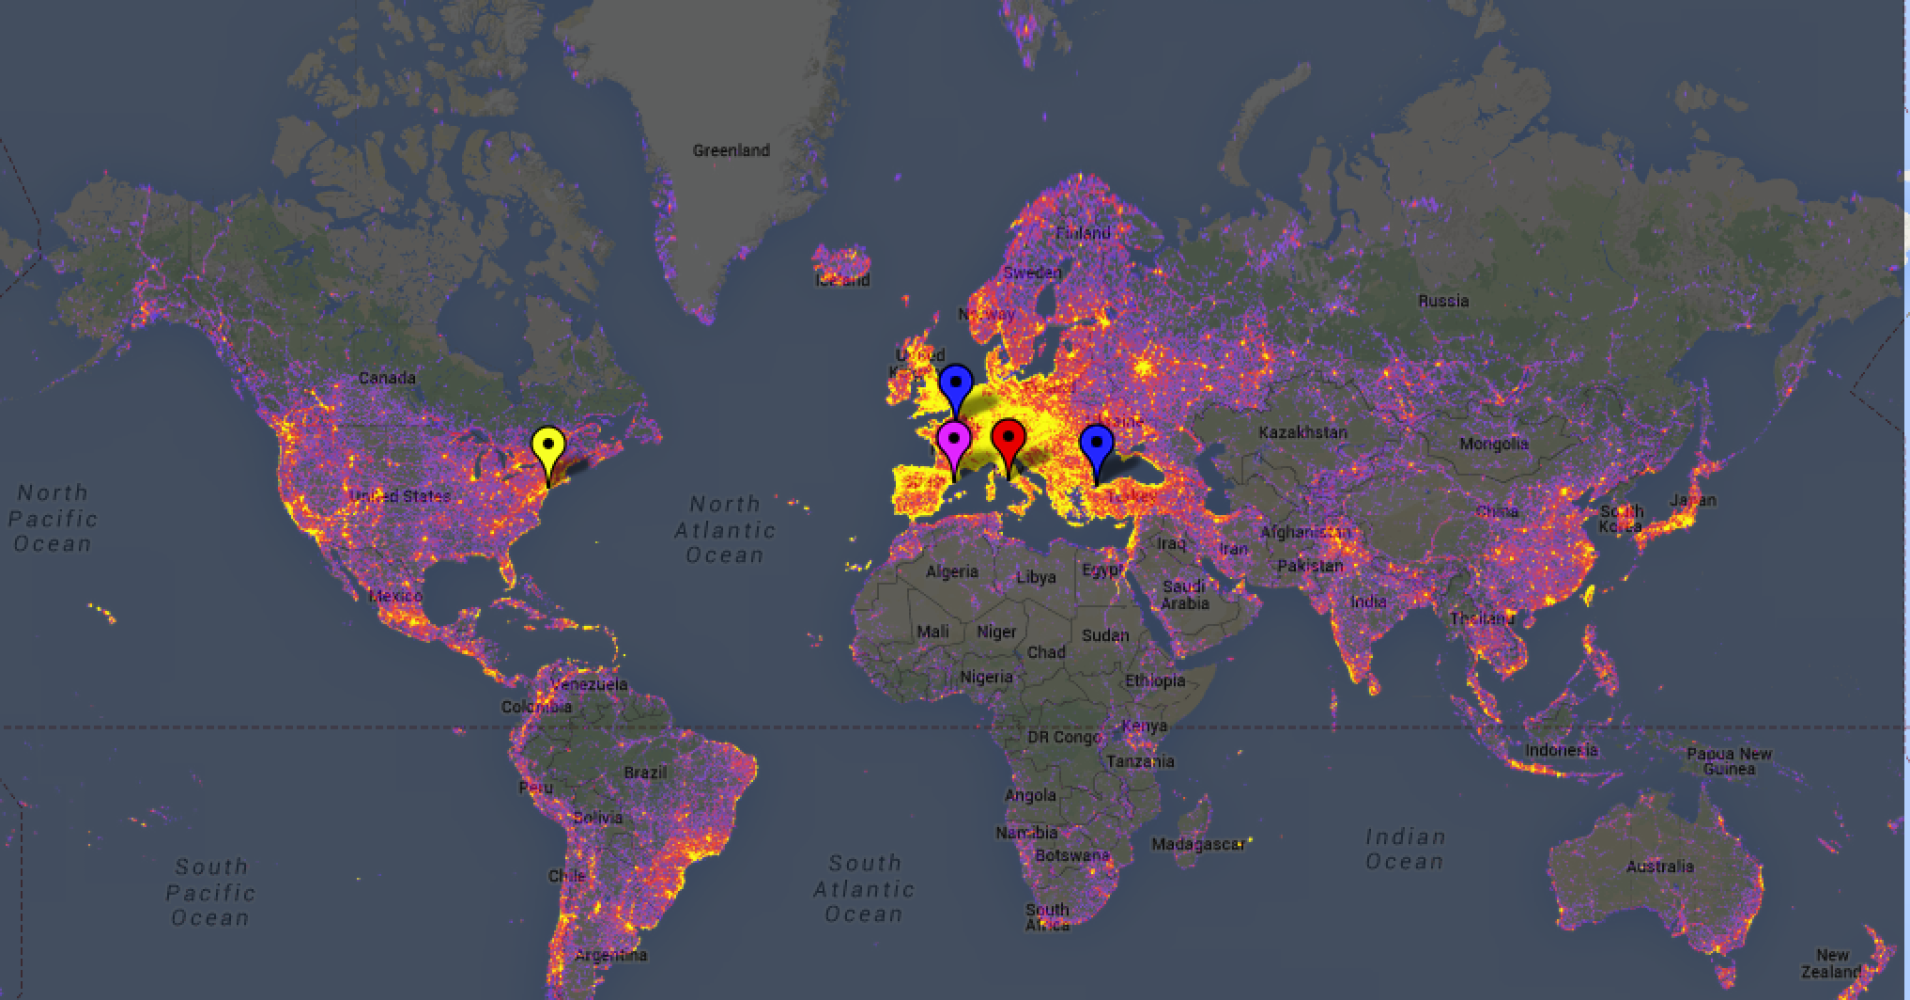 Greenland
Finland
Sweden
Iceland
Russia
Norway
United
Canada
Kazakhstan
Mongolia
United States
Turkey
North
Pacific
Ocean
North
Atlantic
Ocean
China
Japan
South
Korea
Afghanistan
Iraq
Iran
Pakistan
Algeria
Libya
Egypt
Saudi
Arabia
Mexico
India
Thailand
Mali
Niger
Chad
Sudan
Nigeria
Ethiopia
Venezuela
Colombia
Kenya
DR Congo
Tanzania
Indonesia
Papua New
Guinea
Brazil
Peru
Bolivia
Angola
Namibia
Botswana
Madagascar
Indian
Ocean
Australia
South
Pacific
Ocean
South
Atlantic
Ocean
Chile
South
Africa
Argentina
New
Zealand